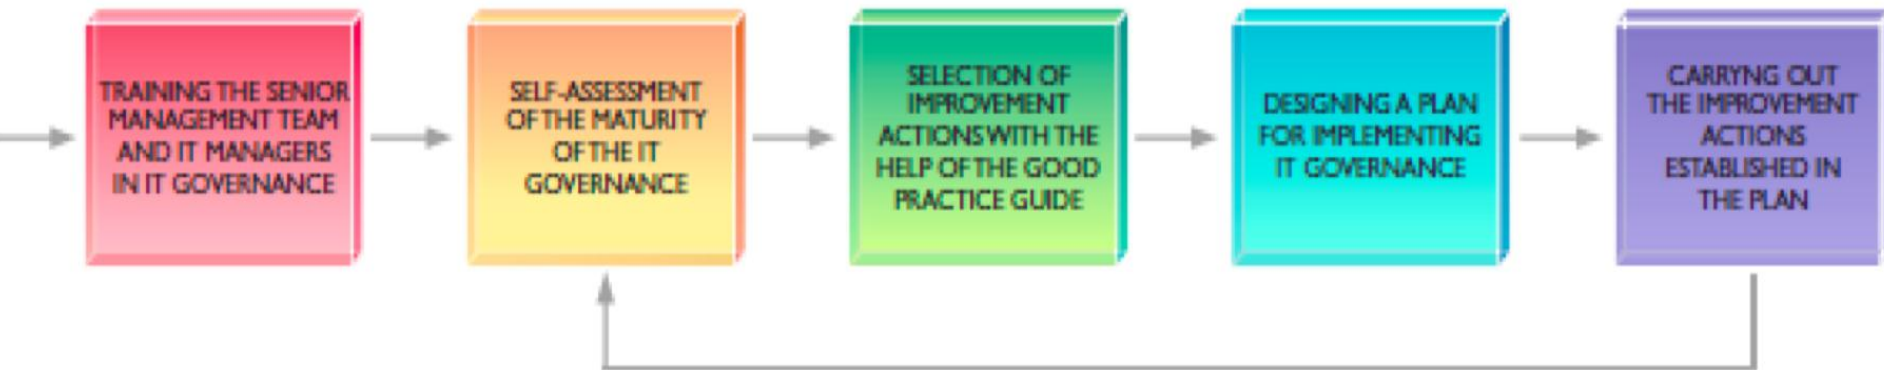 TRAINING THE SENIOR
MANAGEMENT TEAM
AND IT MANAGERS
IN IT GOVERNANCE
SELF-ASSESSMENT
OF THE MATURITY
OF THE IT
GOVERNANCE
SELECTION OF
IMPROVEMENT
ACTIONS WITH THE
HELP OF THE GOOD
PRACTICE GUIDE
DESIGNING A PLAN
FOR IMPLEMENTING
IT GOVERNANCE
CARRYNG OUT
THE IMPROVEMENT
ACTIONS
ESTABLISHED IN
THE PLAN